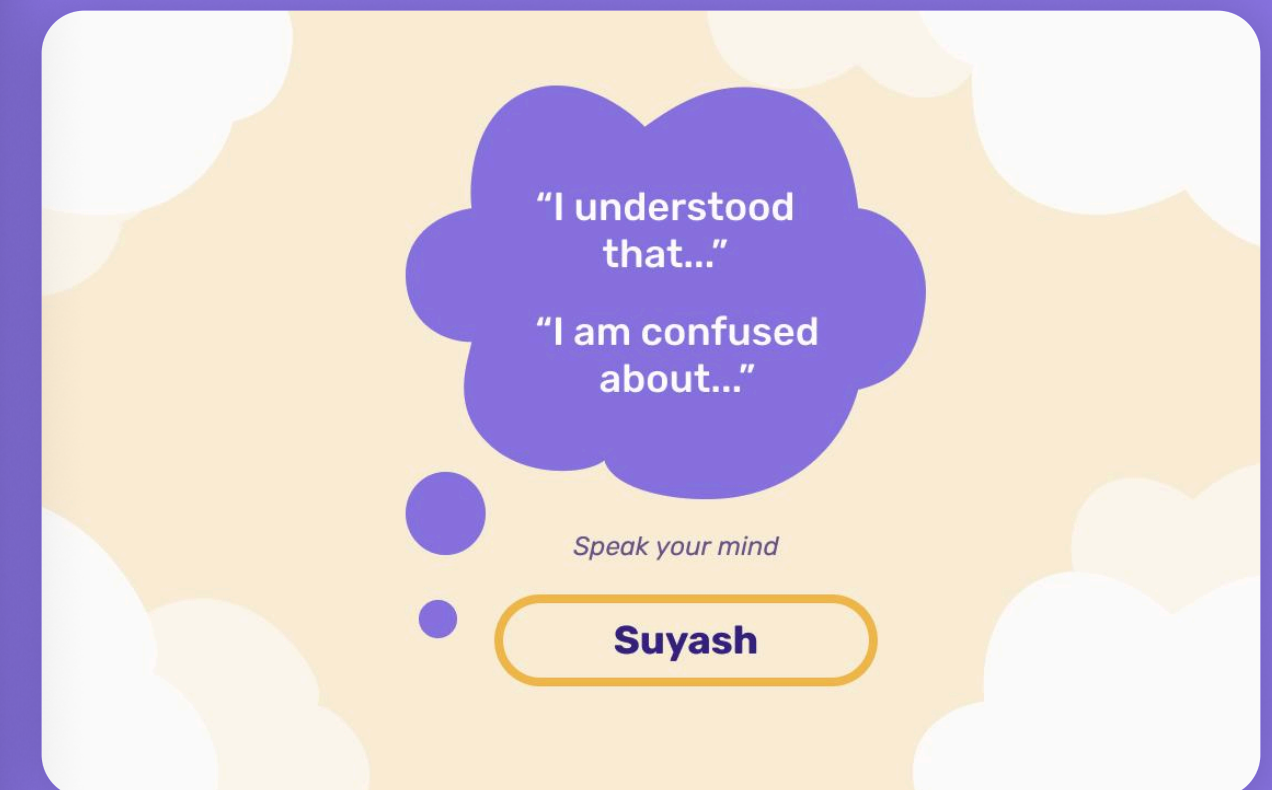 “I understood
that...”
“I am confused
about...”
Speak your mind
Suyash